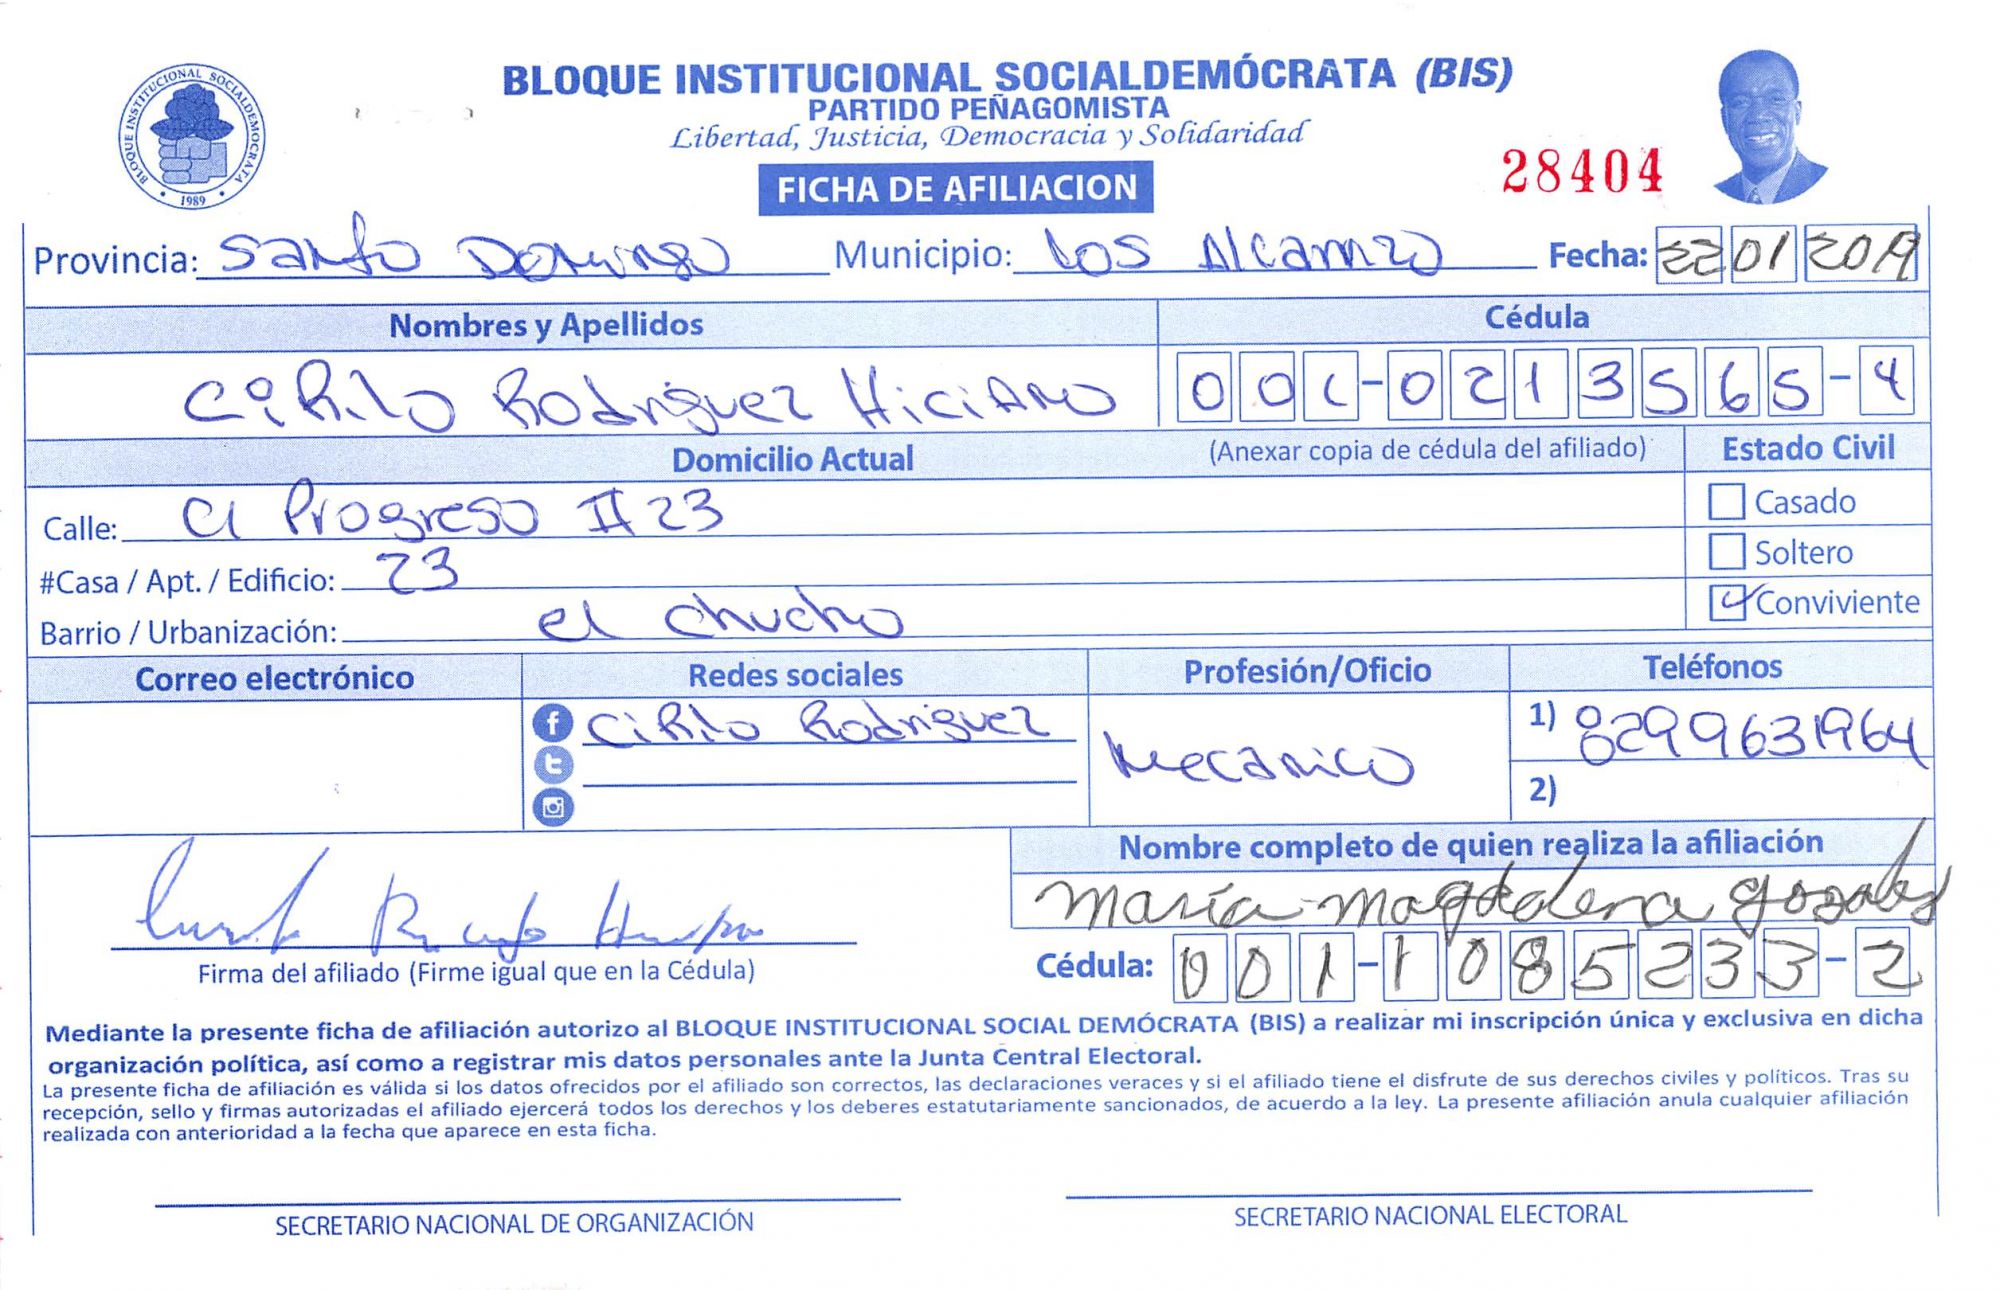 BLOQUE INSTITUCIONAL SOCIALDEMÓCRATA (BIS)
PARTIDO PEÑAGOMISTA
Libertad, Justicia, Democracia y Solidaridad
BLOQUE INSTITUCIONAL SOCIALDEMOCRATA
1989
28404
FICHA DE AFILIACION
Provincia: Santo Domingo Municipio: Los Alcarrizo Fecha: 22 01 2019
Nombres y Apellidos Cédula
Cirilo Rodriguez Hiciano 001-0213565-4
Domicilio Actual (Anexar copia de cédula del afiliado) Estado Civil
Calle: El Progreso #23 Casado
#Casa / Apt. / Edificio: 23 Soltero
Barrio / Urbanización: el chucho Conviviente
Correo electrónico Redes sociales Profesión/Oficio Teléfonos
Cirilo Rodriguez Mecanico 1) 8299631964
2)
Nombre completo de quien realiza la afiliación
María Magdalena Gozales
Firma del afiliado (Firme igual que en la Cédula) Cédula: 001-1085233-2
Mediante la presente ficha de afiliación autorizo al BLOQUE INSTITUCIONAL SOCIAL DEMÓCRATA (BIS) a realizar mi inscripción única y exclusiva en dicha
organización política, así como a registrar mis datos personales ante la Junta Central Electoral.
La presente ficha de afiliación es válida si los datos ofrecidos por el afiliado son correctos, las declaraciones veraces y si el afiliado tiene el disfrute de sus derechos civiles y políticos. Tras su
recepción, sello y firmas autorizadas el afiliado ejercerá todos los derechos y los deberes estatutariamente sancionados, de acuerdo a la ley. La presente afiliación anula cualquier afiliación
realizada con anterioridad a la fecha que aparece en esta ficha.
SECRETARIO NACIONAL DE ORGANIZACIÓN SECRETARIO NACIONAL ELECTORAL